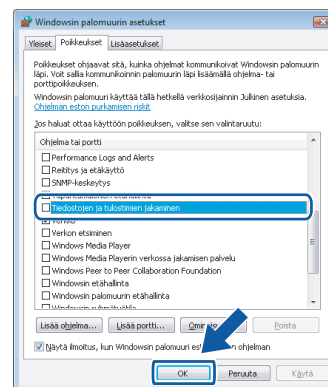 Windowsin palomuurin asetukset
Yleiset Poikkeukset Lisäasetukset
Poikkeukset ohjaavat sitä, kuinka ohjelmat kommunikoivat Windowsin palomuurin
läpi. Voit sallia kommunikoinnin palomuurin läpi lisäämällä ohjelma- tai
porttipoikkeuksen.
Windowsin palomuuri käyttää tällä hetkellä verkkosijainnin Julkinen asetuksia.
Ohjelman eston purkamisen riskit
Jos haluat ottaa käyttöön poikkeuksen, valitse sen valintaruutu:
Ohjelma tai portti
Performance Logs and Alerts
Reititys ja etäkäyttö
SNMP-keskeytys
Tiedostojen ja tulostimien jakaminen
Verkko
Verkon etsiminen
Windows Media Player
Windows Media Playerin verkossa jakamisen palvelu
Windows Peer to Peer Collaboration Foundation
Windowsin etähallinta
Windowsin palomuurin etähallinta
Lisää ohjelma... Lisää portti... Poista
Näytä ilmoitus, kun Windowsin palomuuri ohjelman
OK Peruuta Käytä